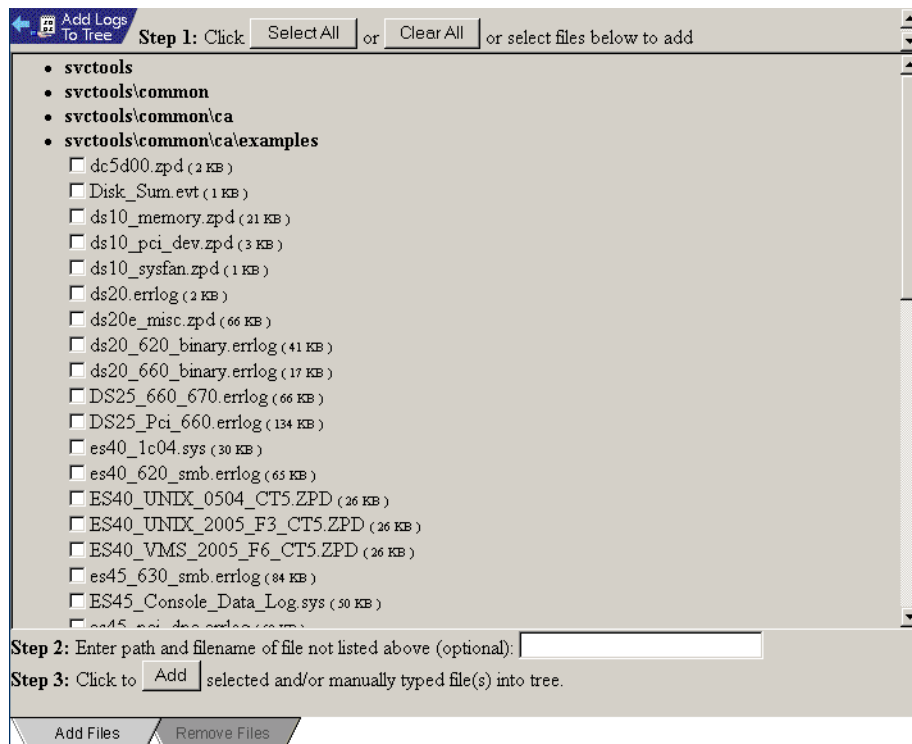 Add Logs
To Tree
Step 1: Click Select All or Clear All or select files below to add
• svctools
• svctools\common
• svctools\common\ca
• svctools\common\ca\examples
dc5d00.zpd ( 2 KB )
Disk_Sum.evt ( 1 KB )
ds10_memory.zpd ( 21 KB )
ds10_pci_dev.zpd ( 3 KB )
ds10_sysfan.zpd ( 1 KB )
ds20.errlog ( 2 KB )
ds20e_misc.zpd ( 66 KB )
ds20_620_binary.errlog ( 41 KB )
ds20_660_binary.errlog ( 17 KB )
DS25_660_670.errlog ( 66 KB )
DS25_Pci_660.errlog ( 134 KB )
es40_1c04.sys ( 30 KB )
es40_620_smb.errlog ( 65 KB )
ES40_UNIX_0504_CT5.ZPD ( 26 KB )
ES40_UNIX_2005_F3_CT5.ZPD ( 26 KB )
ES40_VMS_2005_F6_CT5.ZPD ( 26 KB )
es45_630_smb.errlog ( 84 KB )
ES45_Console_Data_Log.sys ( 50 KB )
Step 2: Enter path and filename of file not listed above (optional):
Step 3: Click to Add selected and/or manually typed file(s) into tree.
Add Files Remove Files